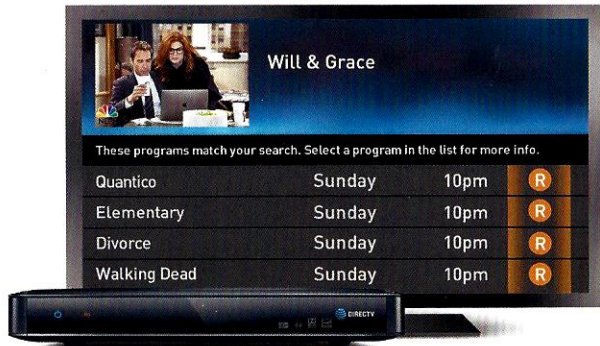 Will & Grace
These programs match your search. Select a program in the list for more info.
Quantico Sunday 10pm R
Elementary Sunday 10pm R
Divorce Sunday 10pm R
Walking Dead Sunday 10pm R
DIRECTV